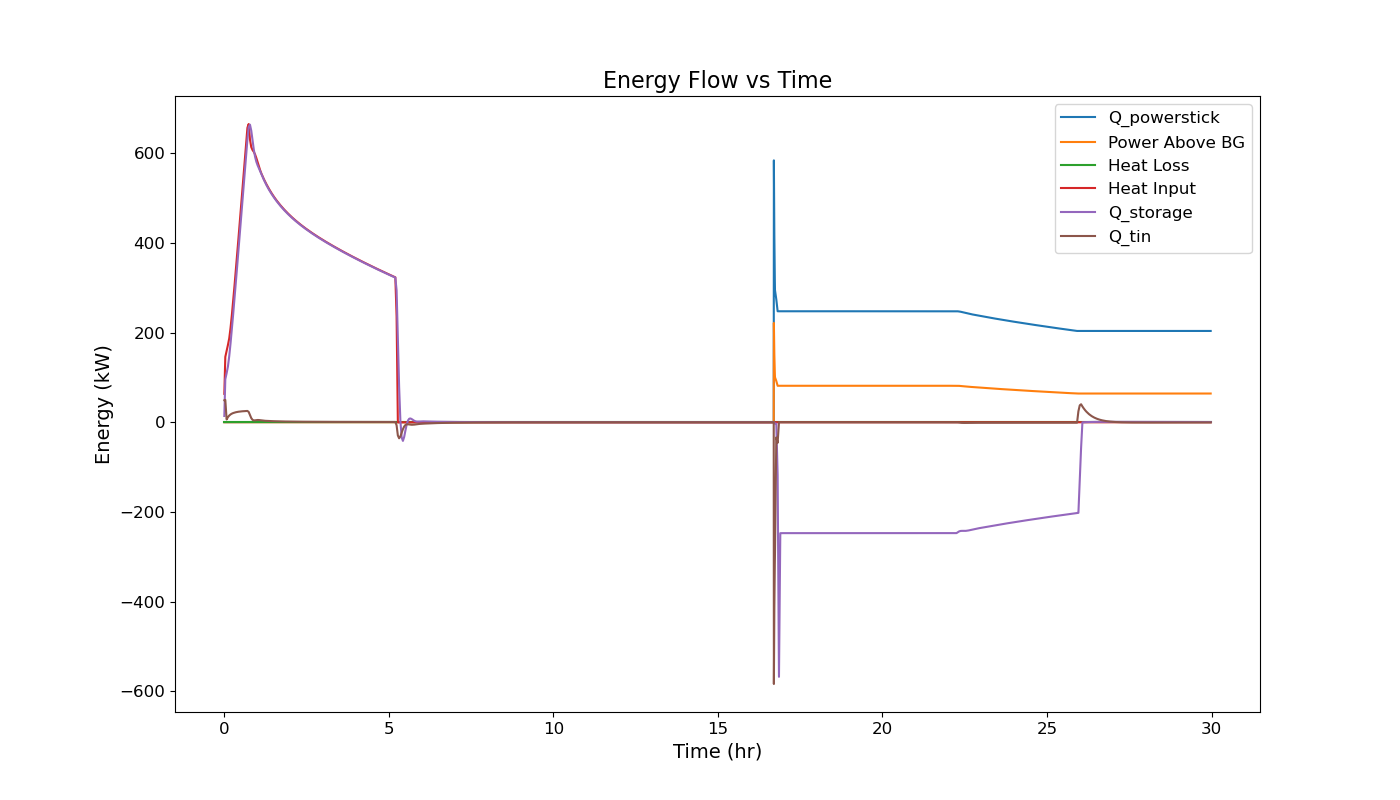 Energy Flow vs Time
Q_powerstick
Power Above BG
Heat Loss
Heat Input
Q_storage
Q_tin
Energy (kW)
600
400
200
0
−200
−400
−600
0 5 10 15 20 25 30
Time (hr)